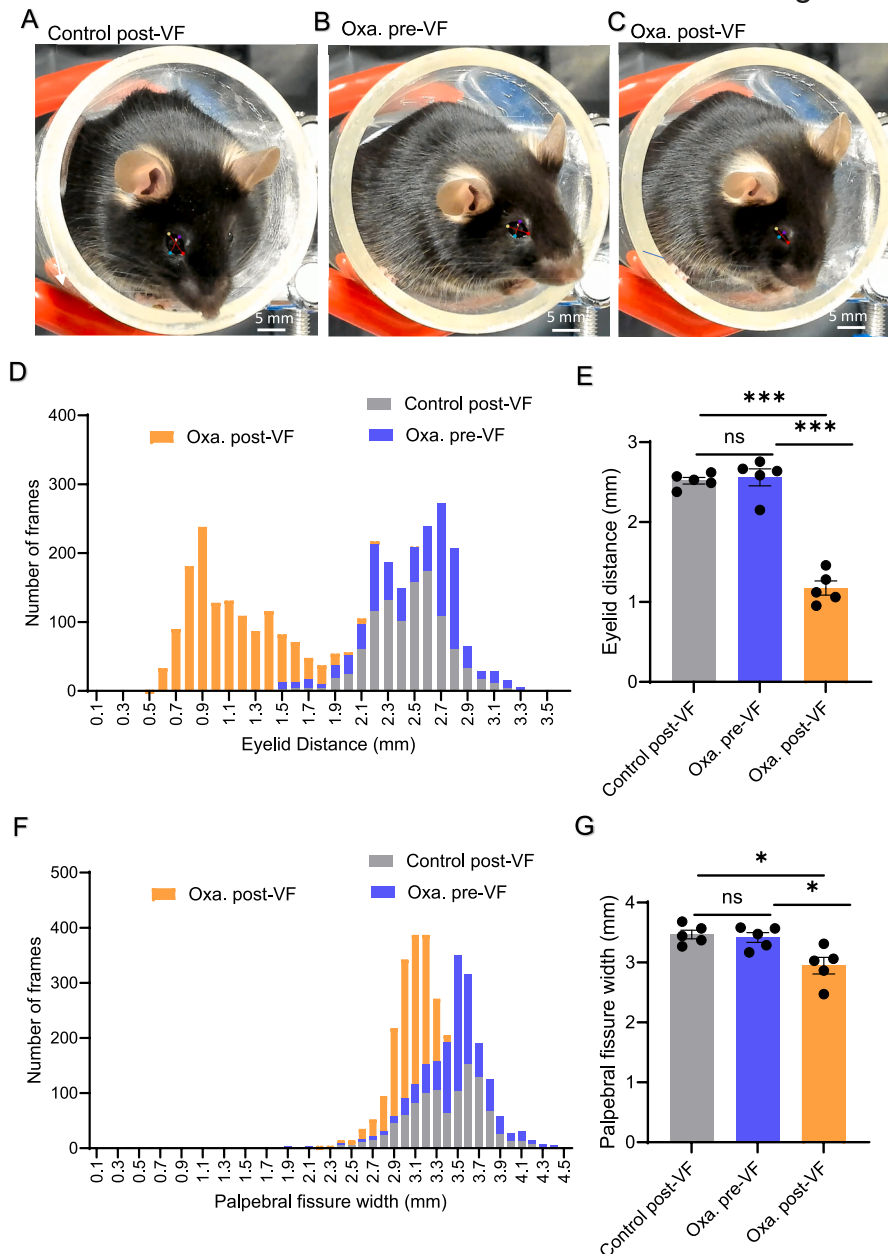 A Control post-VF
B Oxa. pre-VF
C Oxa. post-VF
5 mm
5 mm
5 mm
D
Number of frames
400
300
200
100
0
Oxa. post-VF
Control post-VF
Oxa. pre-VF
0.1 0.3 0.5 0.7 0.9 1.1 1.3 1.5 1.7 1.9 2.1 2.3 2.5 2.7 2.9 3.1 3.3 3.5
Eyelid Distance (mm)
E
Eyelid distance (mm)
3
2
1
0
***
ns
***
Control post-VF
Oxa. pre-VF
Oxa. post-VF
F
Number of frames
500
400
300
200
100
0
Oxa. post-VF
Control post-VF
Oxa. pre-VF
0.1 0.3 0.5 0.7 0.9 1.1 1.3 1.5 1.7 1.9 2.1 2.3 2.5 2.7 2.9 3.1 3.3 3.5 3.7 3.9 4.1 4.3 4.5
Palpebral fissure width (mm)
G
Palpebral fissure width (mm)
4
3
2
1
0
*
ns
*
Control post-VF
Oxa. pre-VF
Oxa. post-VF